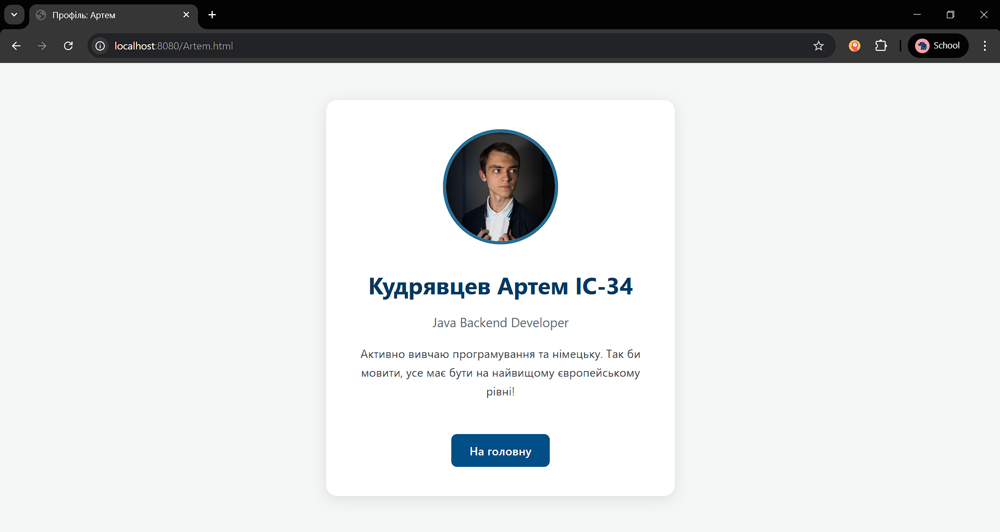 Профіль: Артем
localhost:8080/Artem.html
School
Кудрявцев Артем ІС-34
Java Backend Developer
Активно вивчаю програмування та німецьку. Так би
мовити, усе має бути на найвищому європейському
рівні!
На головну